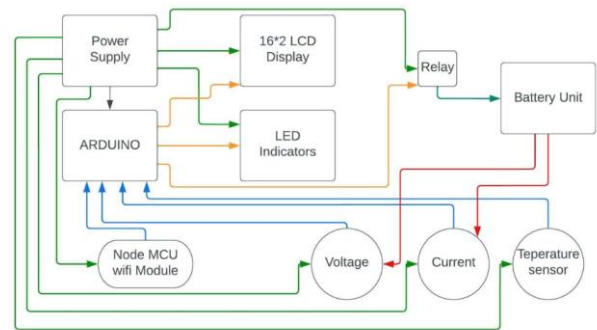 Power
Supply
16*2 LCD
Display
Relay
Battery Unit
ARDUINO
LED
Indicators
Node MCU
wifi Module
Voltage
Current
Teperature
sensor